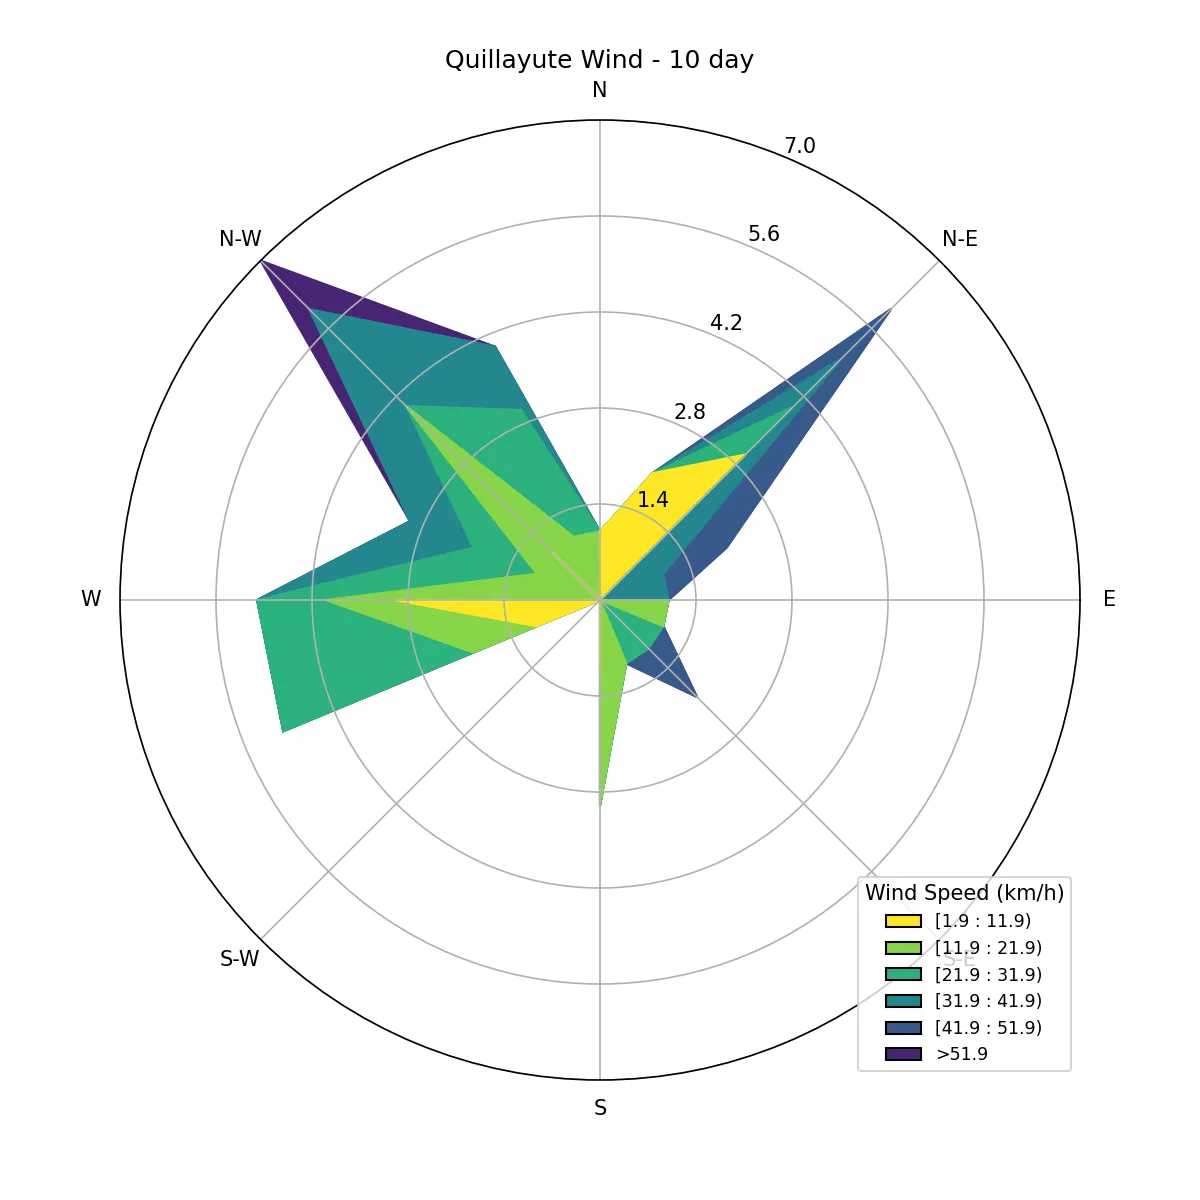 Quillayute Wind - 10 day
N
7.0
5.6
N-W
N-E
4.2
2.8
1.4
W
E
Wind Speed (km/h)
[1.9 : 11.9)
[11.9 : 21.9)
S-W
S-E
[21.9 : 31.9)
[31.9 : 41.9)
[41.9 : 51.9)
>51.9
S